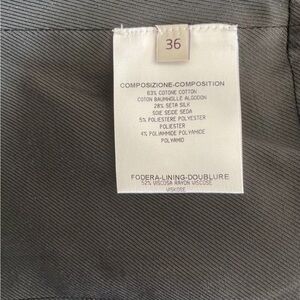 36
COMPOSIZIONE-COMPOSITION
63% COTONE COTTON
COTON BAUMWOLLE ALGODON
28% SETA SILK
SOIE SEIDE SEDA
5% POLIESTERE POLYESTER
POLIESTER
4% POLIAMMIDE POLYAMIDE
POLYAMID
FODERA-LINING-DOUBLURE
52% VISCOSA RAYON VISCOSE
VISKOSE